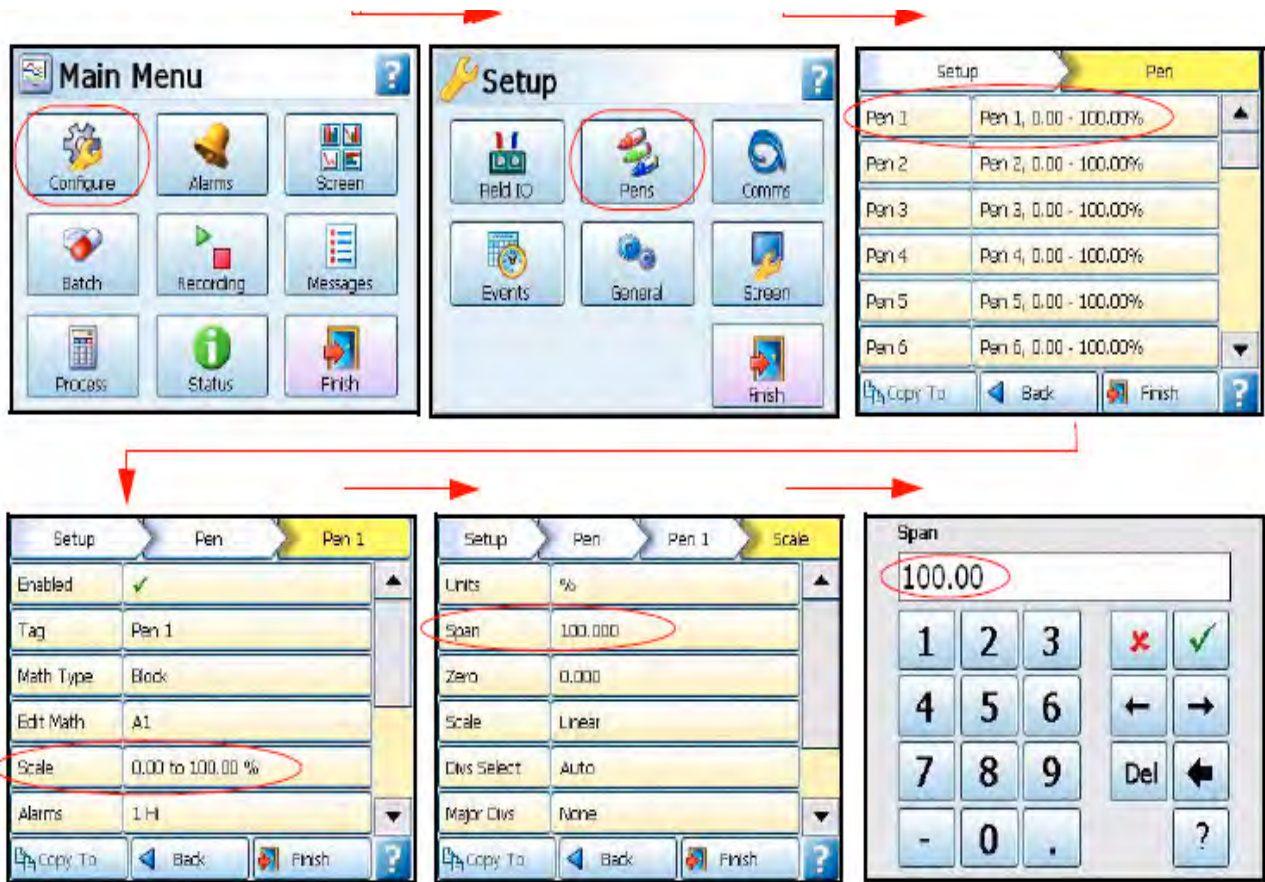 Main Menu
?
Configure
Alarms
Screen
Batch
Recording
Messages
Process
Status
Finish
Setup
?
Field IO
Pens
Comms
Events
General
Screen
Finish
Setup Pen
Pen 1 Pen 1, 0.00 - 100.00%
Pen 2 Pen 2, 0.00 - 100.00%
Pen 3 Pen 3, 0.00 - 100.00%
Pen 4 Pen 4, 0.00 - 100.00%
Pen 5 Pen 5, 0.00 - 100.00%
Pen 6 Pen 6, 0.00 - 100.00%
Copy To Back Finish ?
Setup Pen Pen 1
Enabled ✓
Tag Pen 1
Math Type Block
Edit Math A1
Scale 0.00 to 100.00 %
Alarms 1 HI
Copy To Back Finish ?
Setup Pen Pen 1 Scale
Units %
Span 100.000
Zero 0.000
Scale Linear
Divs Select Auto
Major Divs None
Copy To Back Finish ?
Span
100.00
1 2 3
4 5 6
7 8 9 Del
- 0 . ?